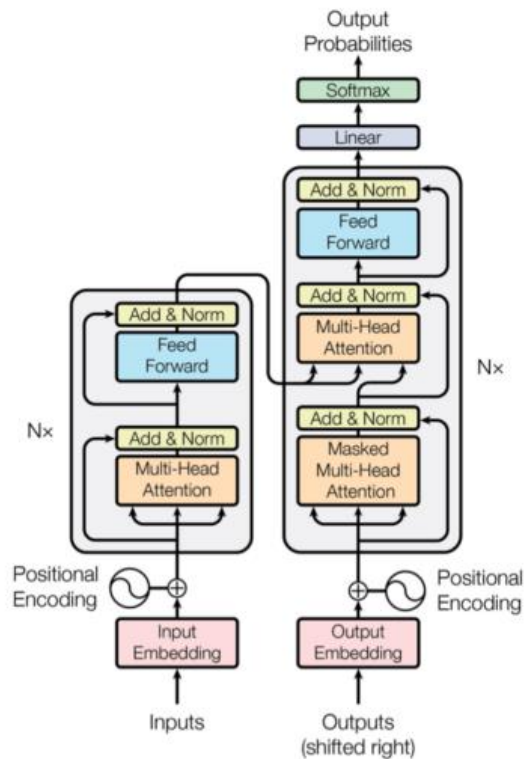 Output
Probabilities
Softmax
Linear
Add & Norm
Feed
Forward
Add & Norm
Multi-Head
Attention
Add & Norm
Masked
Multi-Head
Attention
Nx
Add & Norm
Feed
Forward
Add & Norm
Multi-Head
Attention
Nx
Positional
Encoding
Positional
Encoding
Input
Embedding
Output
Embedding
Inputs
Outputs
(shifted right)